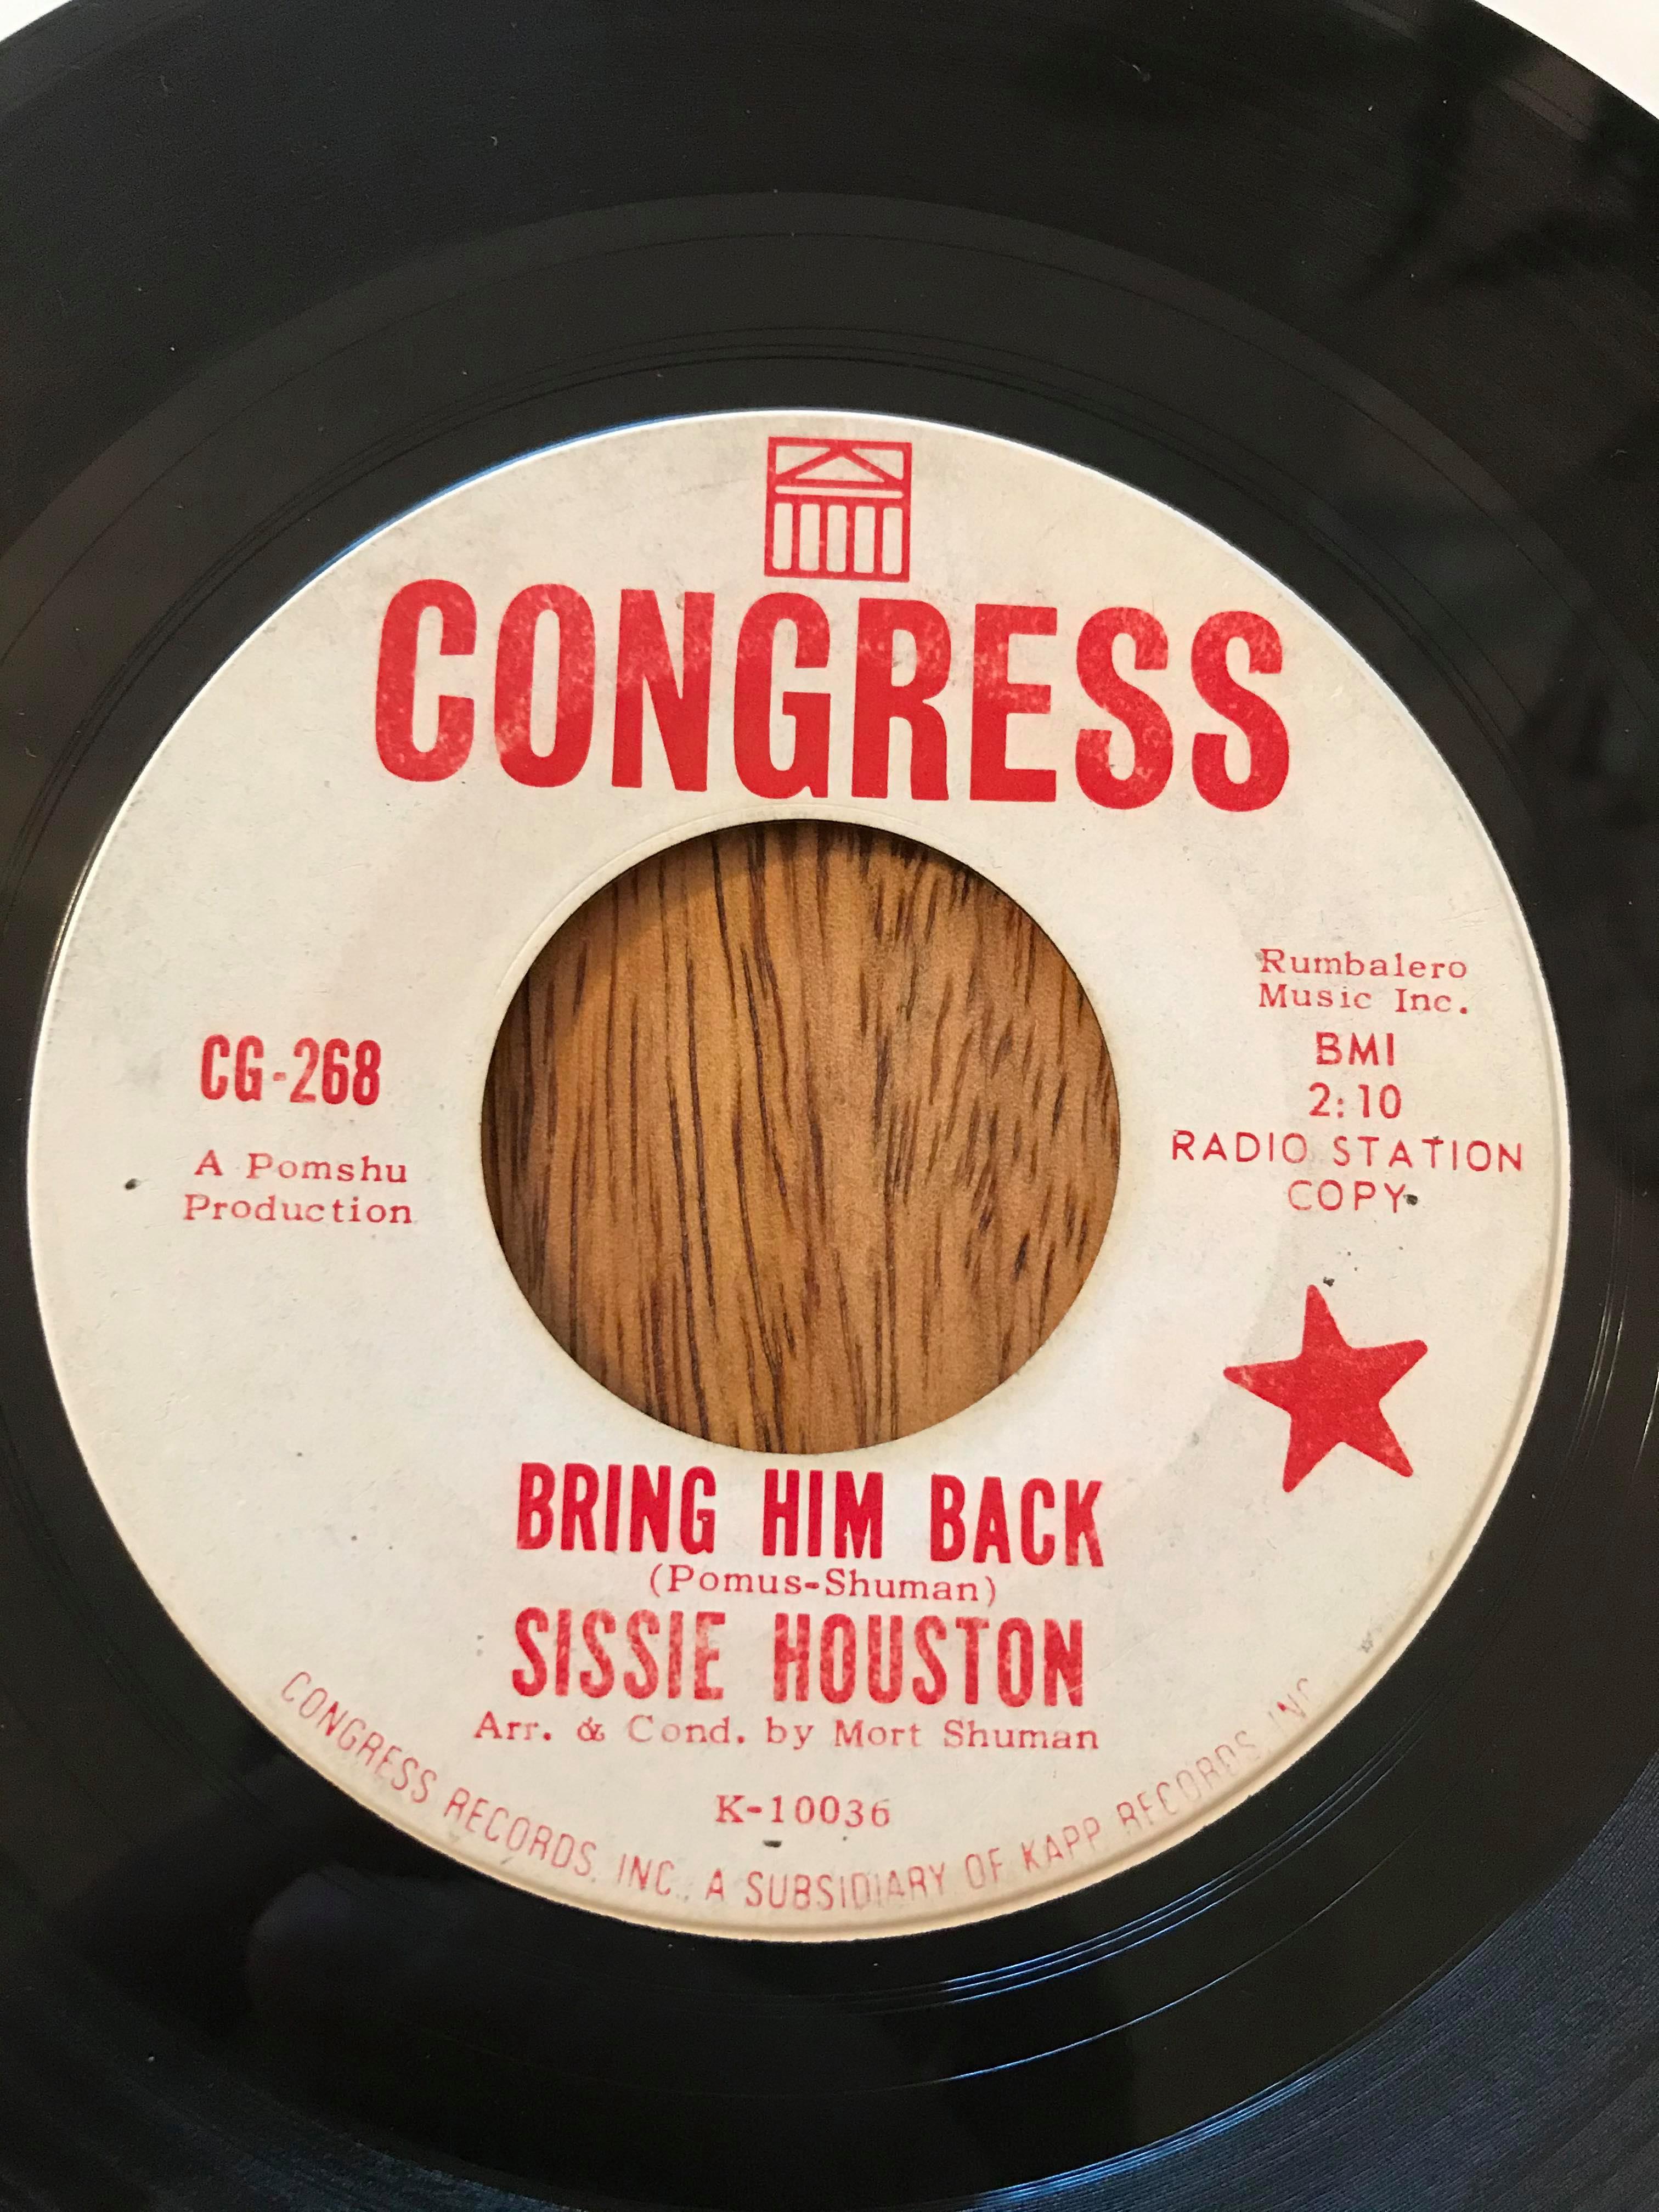 CONGRESS
CG-268
A Pomshu
Production
Rumbalero
Music Inc.
BMI
2:10
RADIO STATION
COPY
BRING HIM BACK
(Pomus-Shuman)
SISSIE HOUSTON
Arr. & Cond. by Mort Shuman
K-10036
CONGRESS RECORDS, INC., A SUBSIDIARY OF KAPP RECORDS, INC.